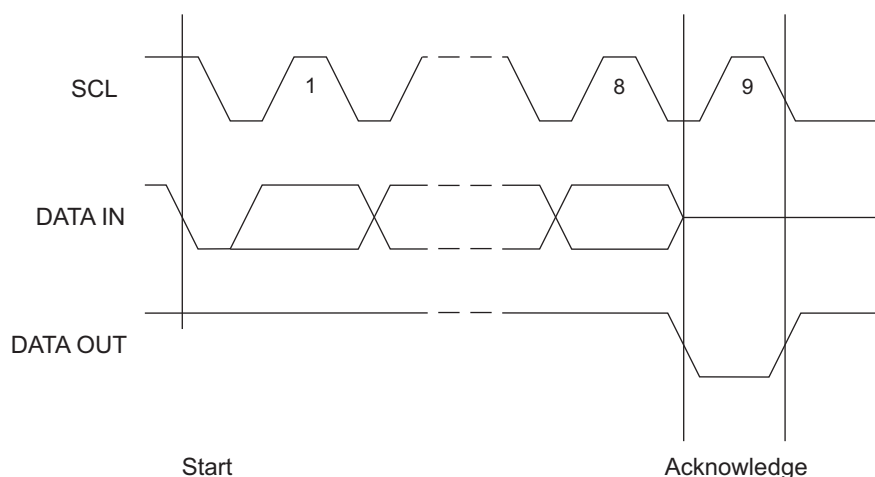 SCL
1
8
9
DATA IN
DATA OUT
Start
Acknowledge